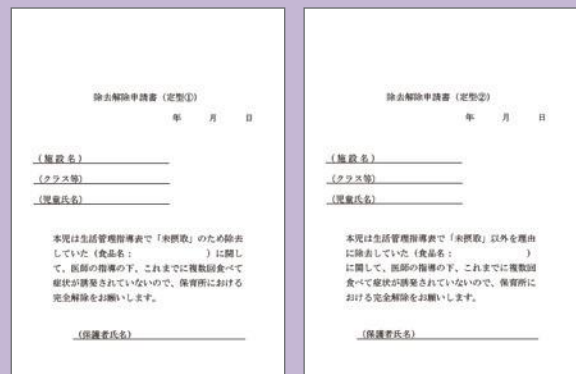 除去解除申請書（定型①）
年　　月　　日
（施設名）
（クラス等）
（児童氏名）
本児は生活管理指導表で「未摂取」のため除去
していた（食品名：　　　　　　　）に関し
て、医師の指導の下、これまでに複数回食べて
症状が誘発されていないので、保育所における
完全解除をお願いします。
（保護者氏名）
除去解除申請書（定型②）
年　　月　　日
（施設名）
（クラス等）
（児童氏名）
本児は生活管理指導表で「未摂取」以外を理由
に除去していた（食品名：　　　　　　　）
に関して、医師の指導の下、これまでに複数回
食べて症状が誘発されていないので、保育所に
おける完全解除をお願いします。
（保護者氏名）